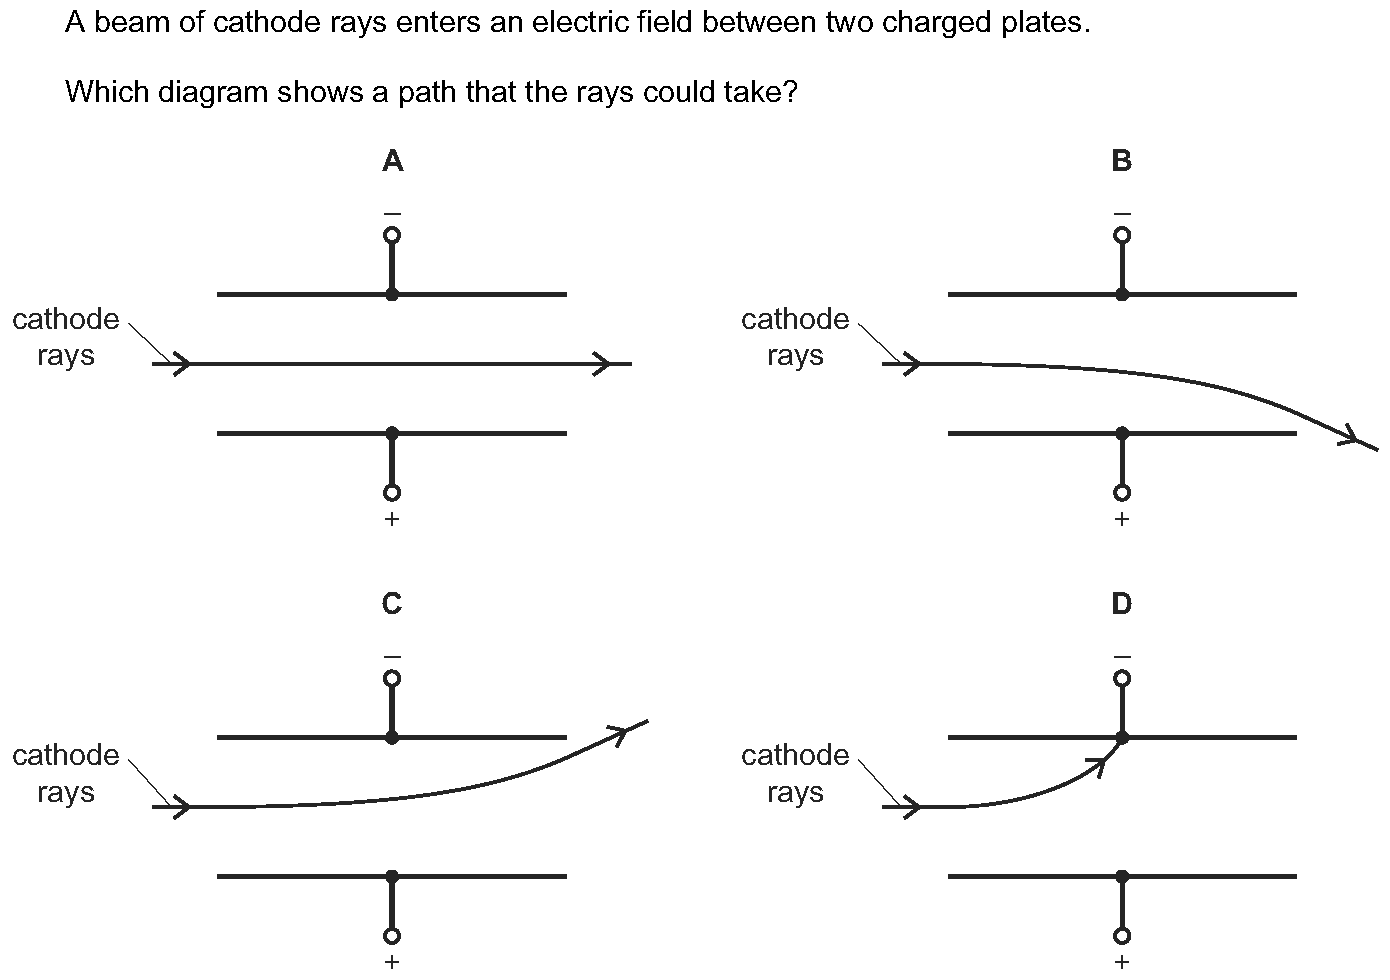 A beam of cathode rays enters an electric field between two charged plates.
Which diagram shows a path that the rays could take?
A
–
cathode
rays
+
B
–
cathode
rays
+
C
–
cathode
rays
+
D
–
cathode
rays
+